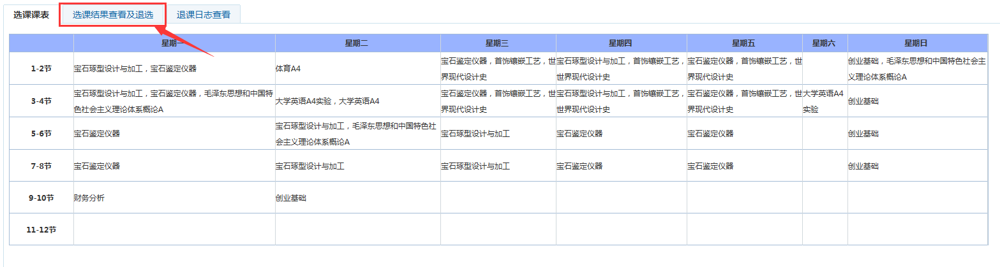 选课课表 选课结果查看及退选 退课日志查看
星期一 星期二 星期三 星期四 星期五 星期六 星期日
1-2节
宝石琢型设计与加工，宝石鉴定仪器
体育A4
宝石鉴定仪器，首饰镶嵌工艺，世
界现代设计史
宝石琢型设计与加工，首饰镶嵌工艺，
世界现代设计史
宝石鉴定仪器，首饰镶嵌工艺，世
界现代设计史
创业基础，毛泽东思想和中国特色社会主
义理论体系概论A
3-4节
宝石琢型设计与加工，宝石鉴定仪器，毛泽东思想和中国特
色社会主义理论体系概论A
大学英语A4实验，大学英语A4
宝石鉴定仪器，首饰镶嵌工艺，世
界现代设计史
宝石琢型设计与加工，首饰镶嵌工艺，
世界现代设计史
宝石鉴定仪器，首饰镶嵌工艺，世
界现代设计史
大学英语A4
实验
创业基础
5-6节
宝石鉴定仪器
宝石琢型设计与加工，毛泽东思想和中国特色社
会主义理论体系概论A
宝石琢型设计与加工
宝石鉴定仪器
宝石鉴定仪器
创业基础
7-8节
宝石鉴定仪器
宝石琢型设计与加工
宝石琢型设计与加工
宝石鉴定仪器
宝石鉴定仪器
创业基础
9-10节
财务分析
创业基础
11-12节